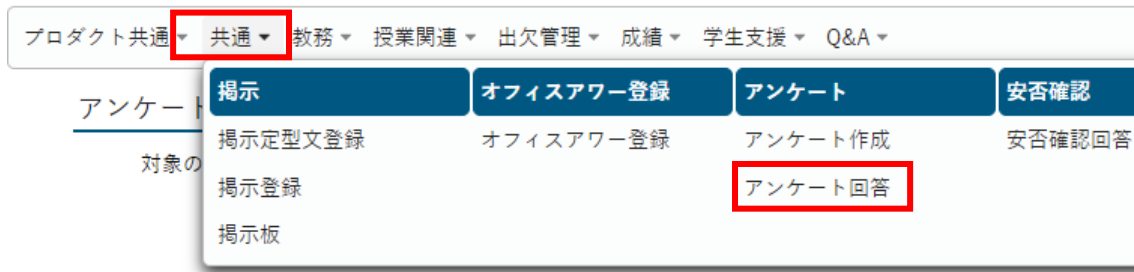 プロダクト共通 共通 教務 授業関連 出欠管理 成績 学生支援 Q&A
掲示 オフィスアワー登録 アンケート 安否確認
アンケート
掲示定型文登録 オフィスアワー登録 アンケート作成 安否確認回答
対象の
掲示登録 アンケート回答
掲示板